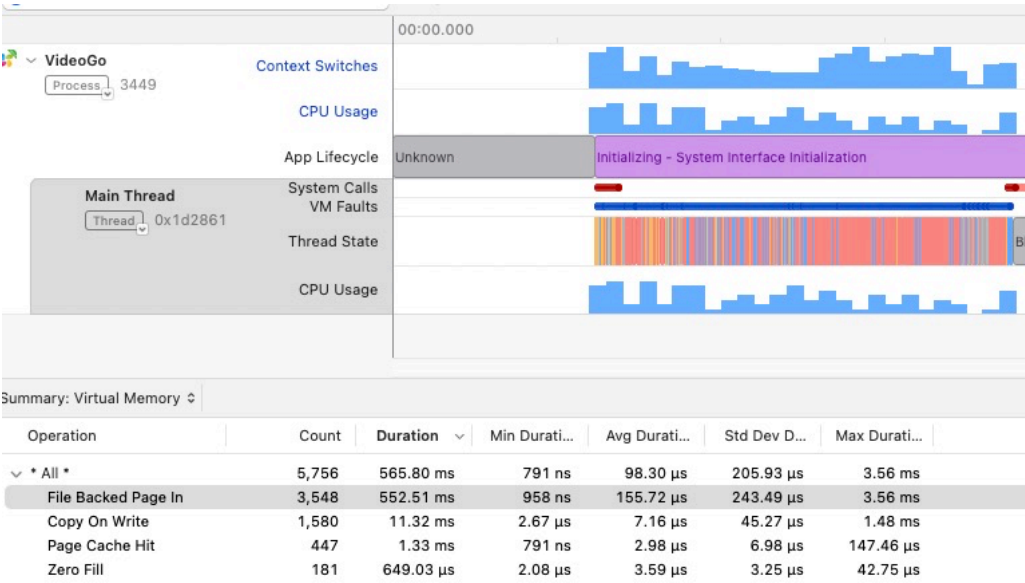 00:00.000
VideoGo
Process 3449
Context Switches
CPU Usage
App Lifecycle
Unknown
Initializing - System Interface Initialization
Main Thread
Thread 0x1d2861
System Calls
VM Faults
Thread State
B
CPU Usage
Summary: Virtual Memory
Operation Count Duration Min Durati... Avg Durati... Std Dev D... Max Durati...
* All * 5,756 565.80 ms 791 ns 98.30 µs 205.93 µs 3.56 ms
File Backed Page In 3,548 552.51 ms 958 ns 155.72 µs 243.49 µs 3.56 ms
Copy On Write 1,580 11.32 ms 2.67 µs 7.16 µs 45.27 µs 1.48 ms
Page Cache Hit 447 1.33 ms 791 ns 2.98 µs 6.98 µs 147.46 µs
Zero Fill 181 649.03 µs 2.08 µs 3.59 µs 3.25 µs 42.75 µs